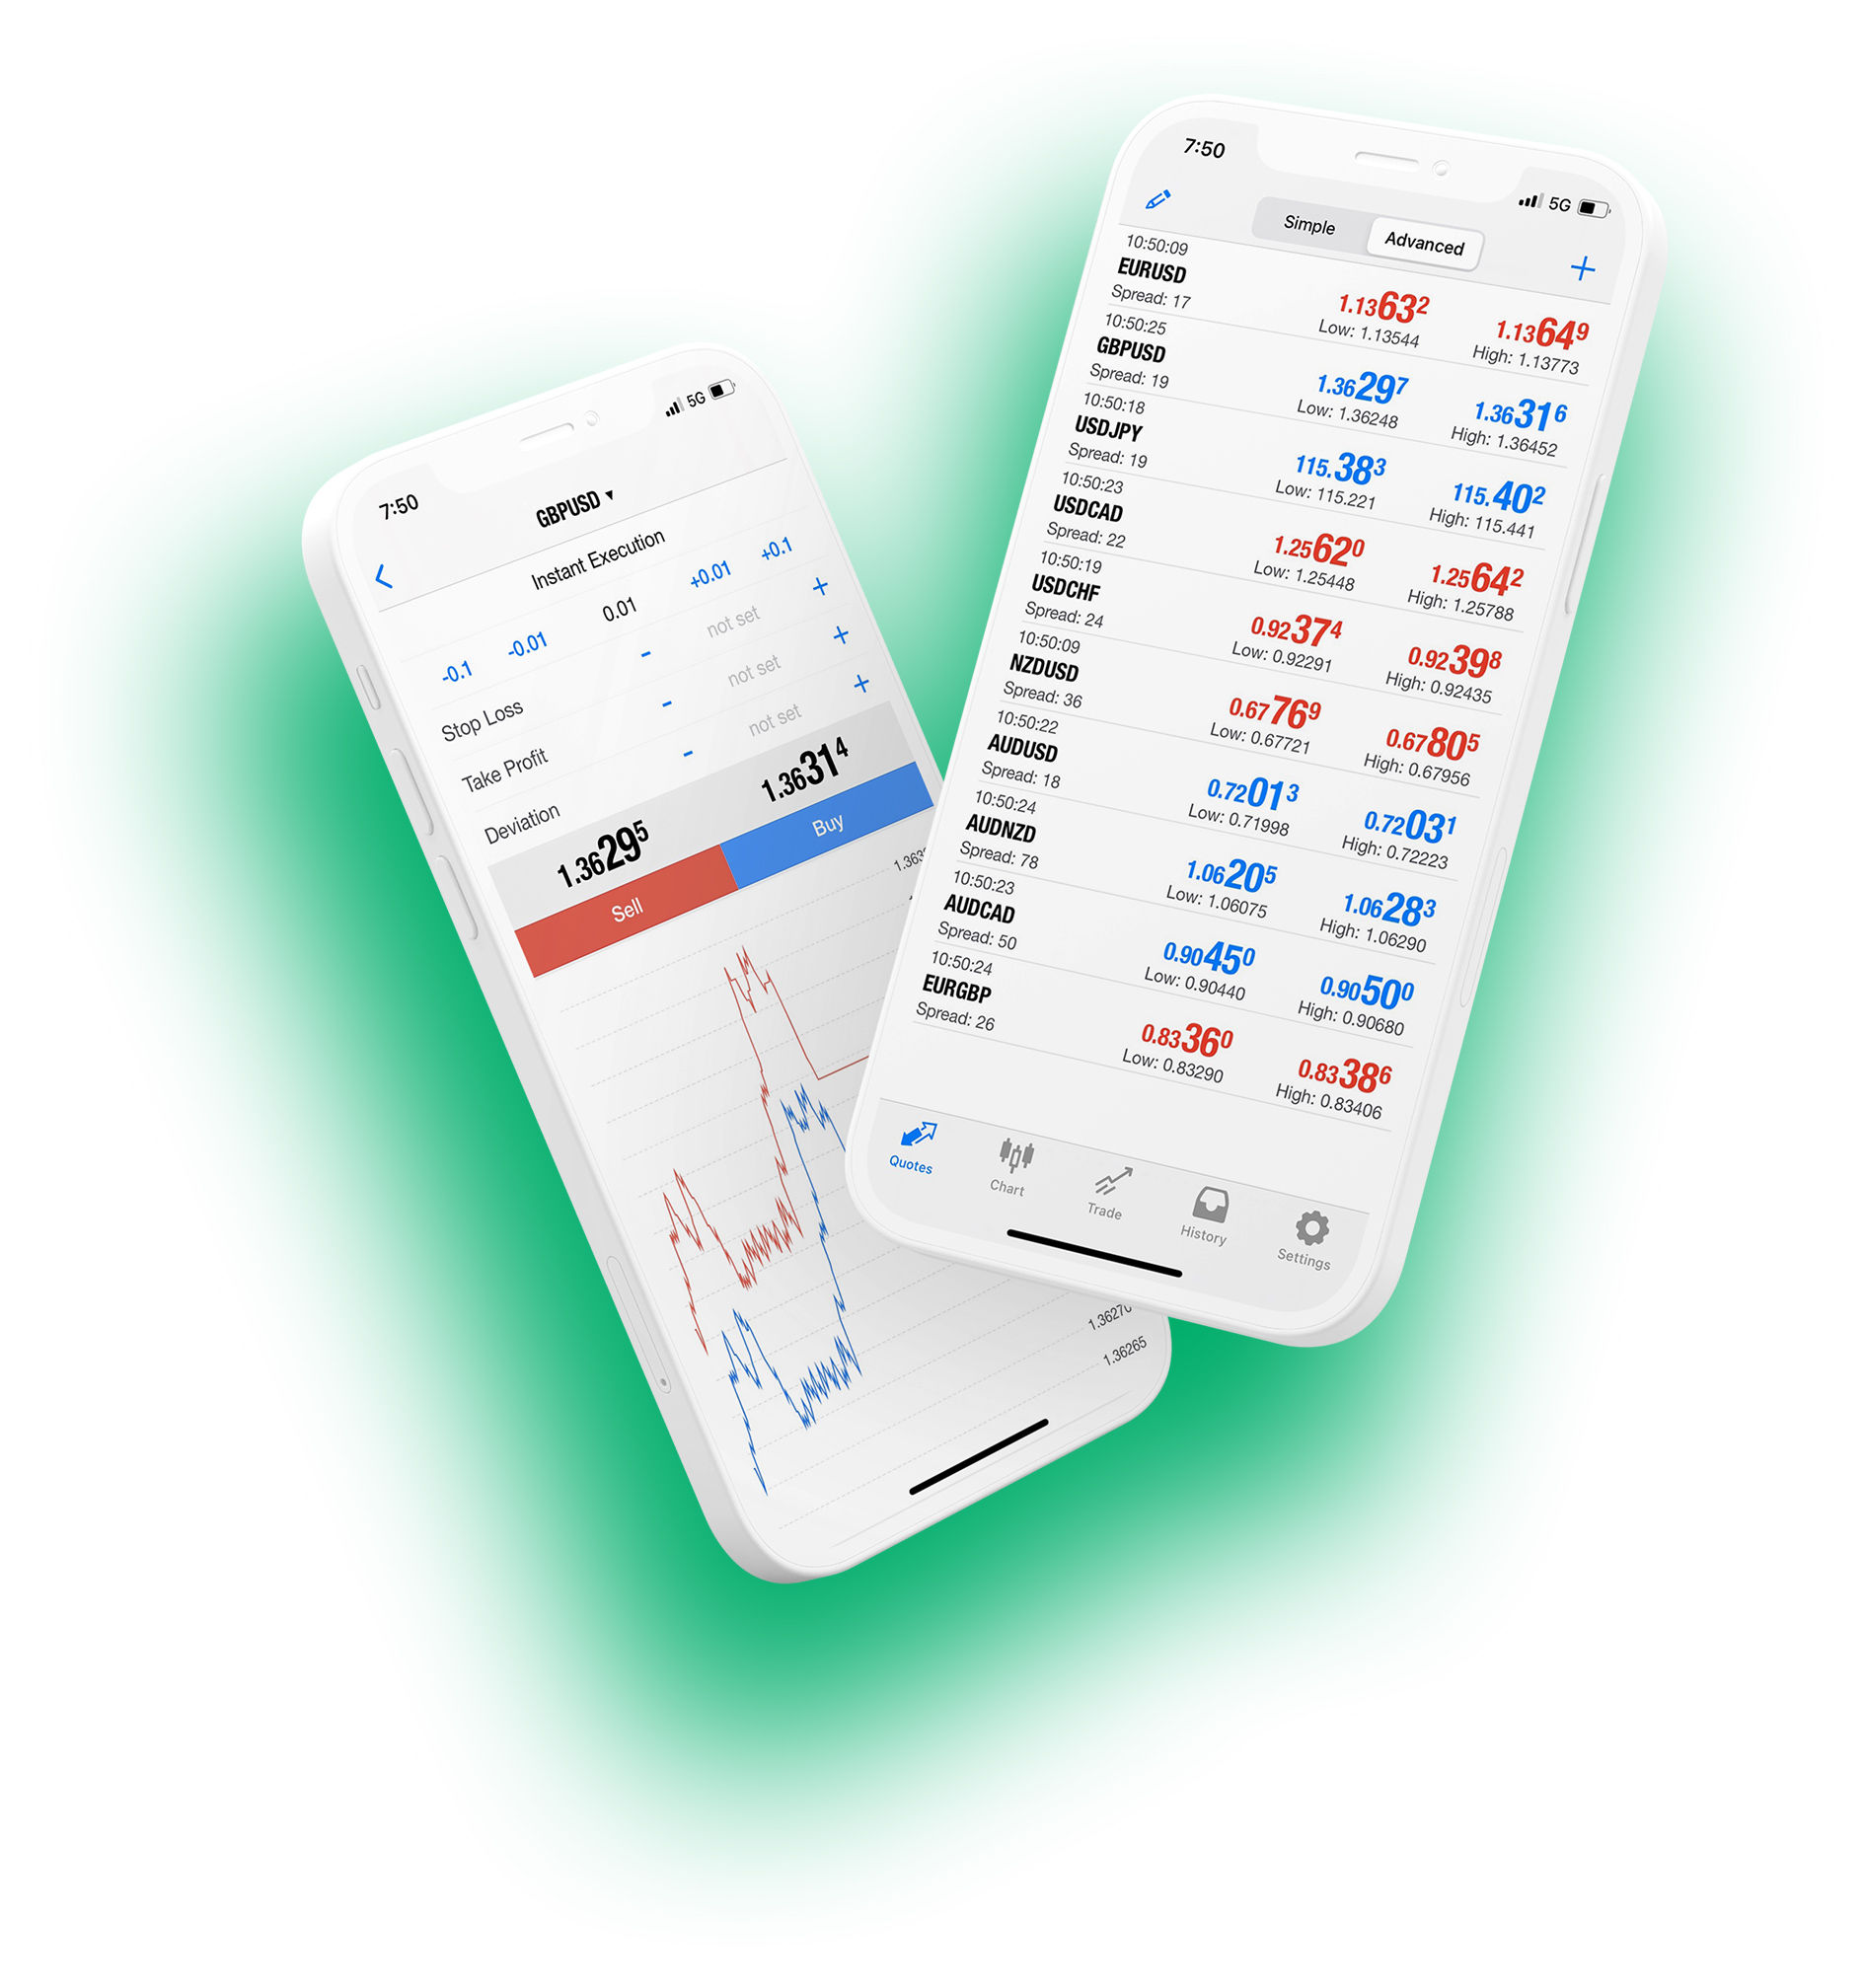 7:50
5G
GBPUSD ▾
Instant Execution
-0.1 -0.01 0.01 +0.01 +0.1
Stop Loss - not set +
Take Profit - not set +
Deviation - not set +
1.36295 1.36314
Sell Buy
1.36270
1.36265
7:50
5G
Simple Advanced
+
10:50:09
EURUSD 1.13632 1.13649
Spread: 17 Low: 1.13544 High: 1.13773
10:50:25
GBPUSD 1.36297 1.36316
Spread: 19 Low: 1.36248 High: 1.36452
10:50:18
USDJPY 115.383 115.402
Spread: 19 Low: 115.221 High: 115.441
10:50:23
USDCAD 1.25620 1.25642
Spread: 22 Low: 1.25448 High: 1.25788
10:50:19
USDCHF 0.92374 0.92398
Spread: 24 Low: 0.92291 High: 0.92435
10:50:09
NZDUSD 0.67769 0.67805
Spread: 36 Low: 0.67721 High: 0.67956
10:50:22
AUDUSD 0.72013 0.72031
Spread: 18 Low: 0.71998 High: 0.72223
10:50:24
AUDNZD 1.06205 1.06283
Spread: 78 Low: 1.06075 High: 1.06290
10:50:23
AUDCAD 0.90450 0.90500
Spread: 50 Low: 0.90440 High: 0.90680
10:50:24
EURGBP 0.83360 0.83386
Spread: 26 Low: 0.83290 High: 0.83406
Quotes Chart Trade History Settings